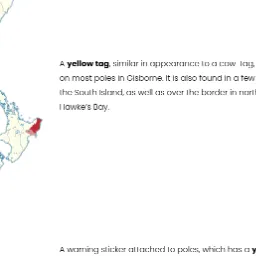 A yellow tag, similar in appearance to a cow tag,
on most poles in Gisborne. It is also found in a few
the South Island, as well as over the border in nort
Hawke's Bay.
A warning sticker attached to poles, which has a y